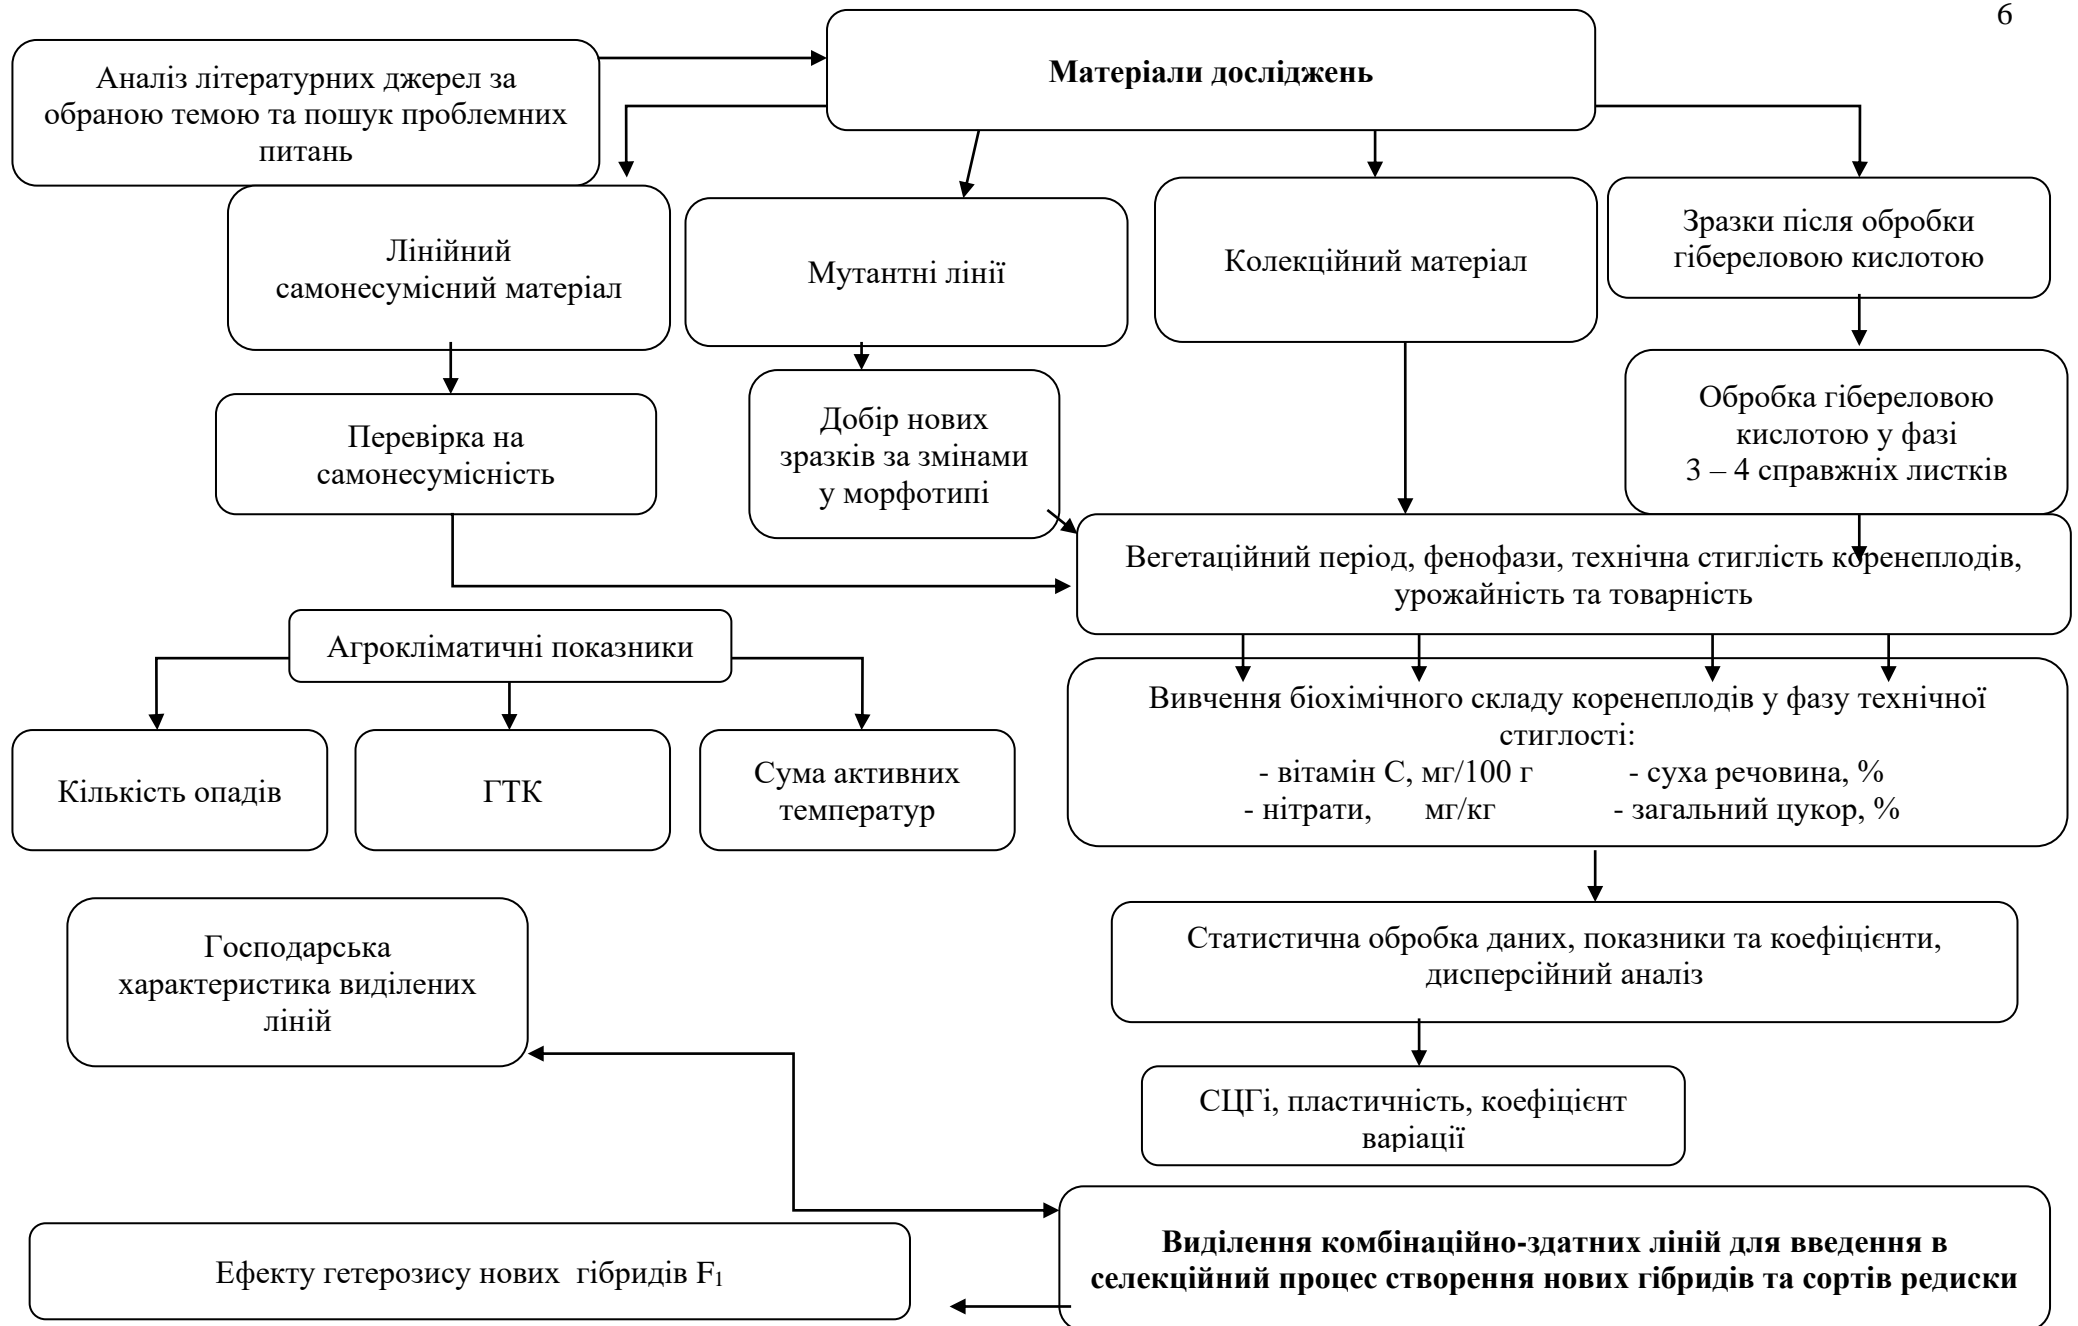 6
Аналіз літературних джерел за
обраною темою та пошук проблемних
питань
Матеріали досліджень
Лінійний
самонесумісний матеріал
Мутантні лінії
Колекційний матеріал
Зразки після обробки
гібереловою кислотою
Перевірка на
самонесумісність
Добір нових
зразків за змінами
у морфотипі
Обробка гібереловою
кислотою у фазі
3 – 4 справжніх листків
Вегетаційний період, фенофази, технічна стиглість коренеплодів,
урожайність та товарність
Агрокліматичні показники
Кількість опадів
ГТК
Сума активних
температур
Вивчення біохімічного складу коренеплодів у фазу технічної
стиглості:
- вітамін С, мг/100 г - суха речовина, %
- нітрати, мг/кг - загальний цукор, %
Господарська
характеристика виділених
ліній
Статистична обробка даних, показники та коефіцієнти,
дисперсійний аналіз
СЦГі, пластичність, коефіцієнт
варіації
Ефекту гетерозису нових гібридів F₁
Виділення комбінаційно-здатних ліній для введення в
селекційний процес створення нових гібридів та сортів редиски